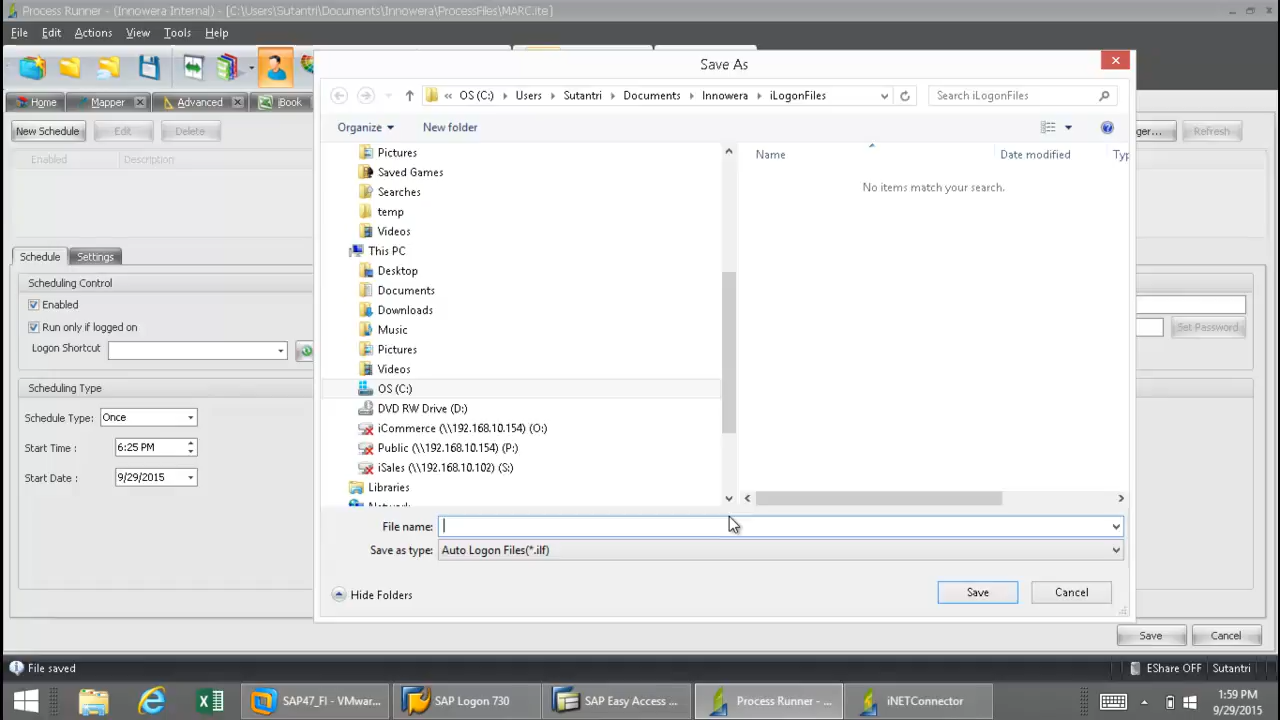 Process Runner - (Innowera Internal) - [C:\Users\Sutantri\Documents\Innowera\ProcessFiles\MARC.ite]
File Edit Actions View Tools Help
Save As
« OS (C:) Users Sutantri Documents Innowera iLogonFiles
Search iLogonFiles
Home Mapper Advanced iBook
Organize New folder
New Schedule Edit Delete
ger... Refresh
Enabled Description
Name Date modified Typ
No items match your search.
Pictures
Saved Games
Searches
temp
Videos
This PC
Desktop
Documents
Downloads
Music
Pictures
Videos
OS (C:)
DVD RW Drive (D:)
iCommerce (\\192.168.10.154) (O:)
Public (\\192.168.10.154) (P:)
iSales (\\192.168.10.102) (S:)
Libraries
Network
Schedule Settings
Scheduling Control
Enabled
Run only if logged on
Set Password
Logon Shortcut
Scheduling Type
Schedule Type: Once
Start Time : 6:25 PM
Start Date : 9/29/2015
File name:
Save as type: Auto Logon Files(*.ilf)
Hide Folders
Save Cancel
Save Cancel
File saved
EShare OFF Sutantri
SAP47_FI - VMwar...
SAP Logon 730
SAP Easy Access ...
Process Runner - ...
iNETConnector
1:59 PM
9/29/2015